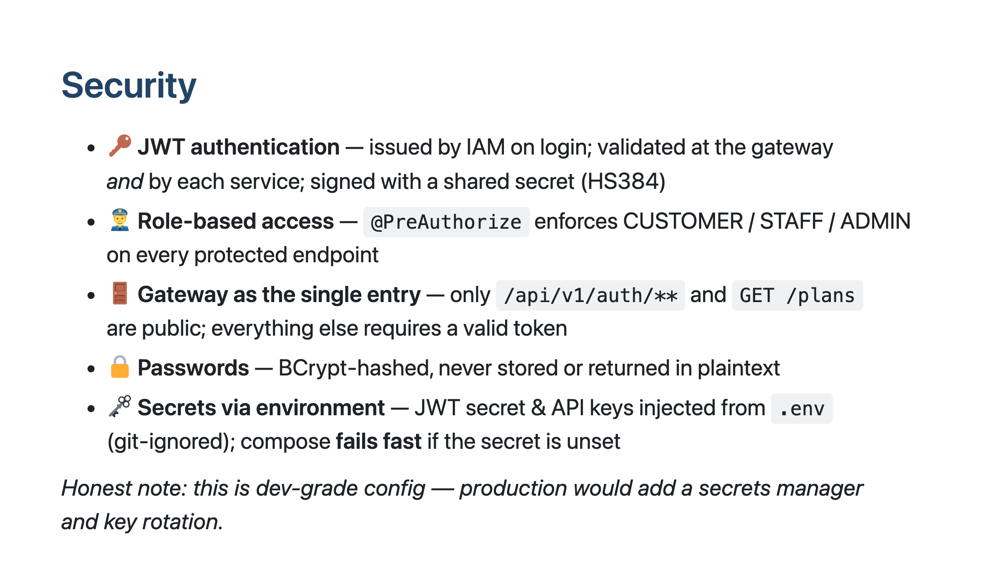 Security
• 🔑 JWT authentication — issued by IAM on login; validated at the gateway
and by each service; signed with a shared secret (HS384)
• 👮 Role-based access — @PreAuthorize enforces CUSTOMER / STAFF / ADMIN
on every protected endpoint
• 🚪 Gateway as the single entry — only /api/v1/auth/** and GET /plans
are public; everything else requires a valid token
• 🔒 Passwords — BCrypt-hashed, never stored or returned in plaintext
• 🗝 Secrets via environment — JWT secret & API keys injected from .env
(git-ignored); compose fails fast if the secret is unset
Honest note: this is dev-grade config — production would add a secrets manager
and key rotation.